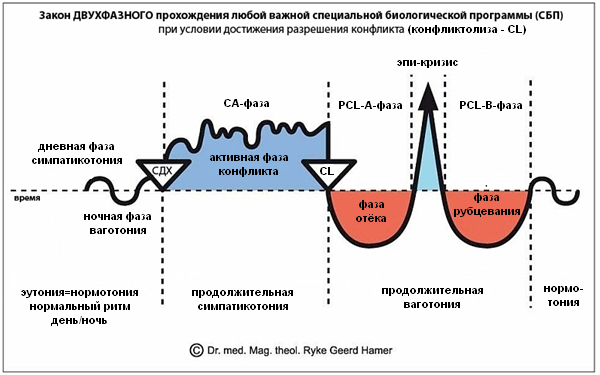 Закон ДВУХФАЗНОГО прохождения любой важной специальной биологической программы (СБП)
при условии достижения разрешения конфликта (конфликтолиза - CL)
эпи-кризис
СА-фаза
PCL-A-фаза
PCL-B-фаза
дневная фаза
симпатикотония
СДХ
активная фаза
конфликта
CL
время
ночная фаза
ваготония
фаза
отёка
фаза
рубцевания
эутония=нормотония
нормальный ритм
день/ночь
продолжительная
симпатикотония
продолжительная
ваготония
нормо-
тония
© Dr. med. Mag. theol. Ryke Geerd Hamer